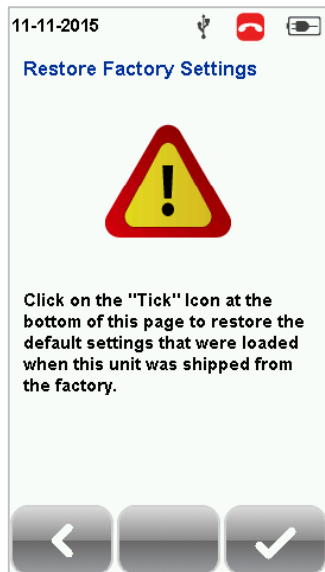 11-11-2015
Restore Factory Settings
Click on the "Tick" Icon at the
bottom of this page to restore the
default settings that were loaded
when this unit was shipped from
the factory.